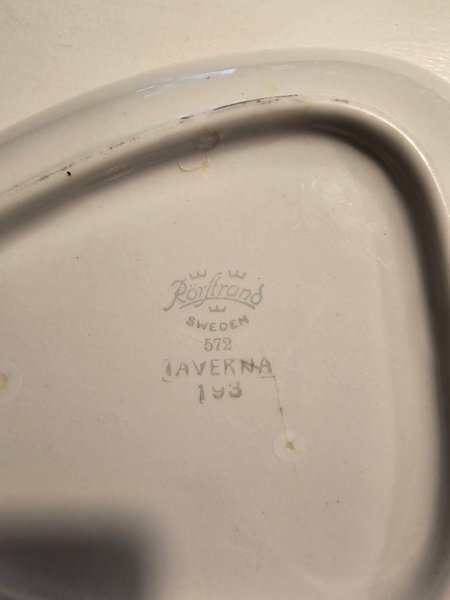 Rörstrand
SWEDEN
572
TAVERNA
193